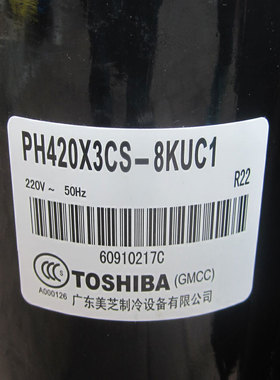 PH420X3CS-8KUC1
220V~ 50Hz R22
60910217C
CCC S TOSHIBA (GMCC)
A000126
广东美芝制冷设备有限公司